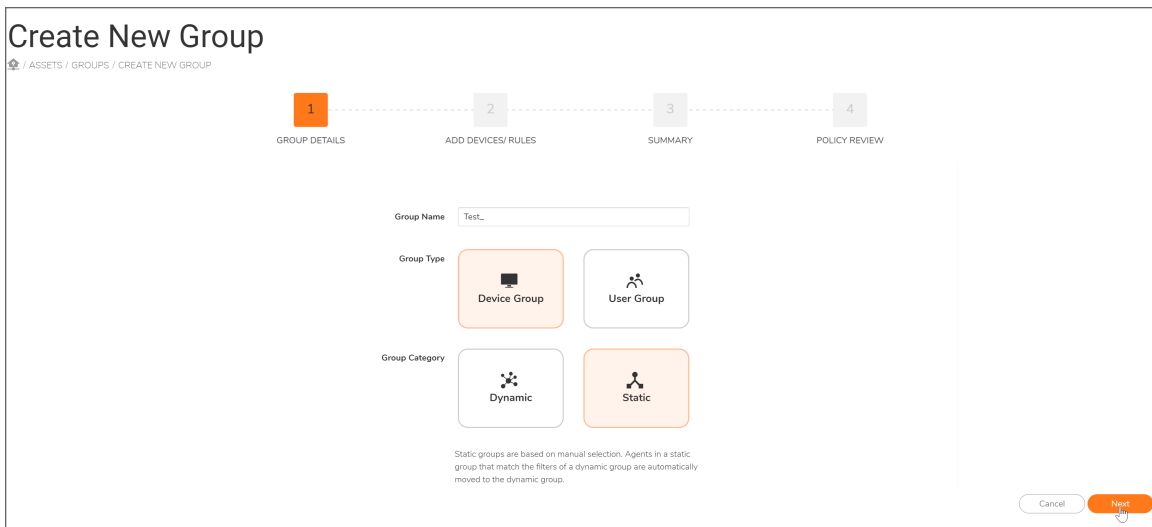 Create New Group
/ ASSETS / GROUPS / CREATE NEW GROUP
1 2 3 4
GROUP DETAILS ADD DEVICES/ RULES SUMMARY POLICY REVIEW
Group Name Test_
Group Type
Device Group User Group
Group Category
Dynamic Static
Static groups are based on manual selection. Agents in a static
group that match the filters of a dynamic group are automatically
moved to the dynamic group.
Cancel Next